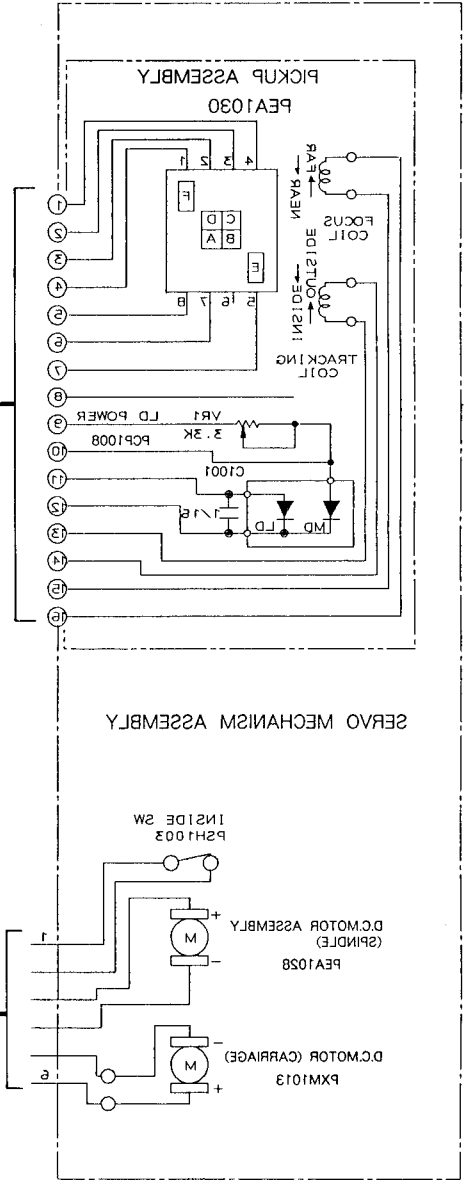 PICKUP ASSEMBLY
PEA1030
1 2 3 4
F
D C
A B
E
8 7 6 5
NEAR FAR
FOCUS
COIL
INSIDE OUTSIDE
TRACKING
COIL
1
2
3
4
5
6
7
8
9
10
11
12
13
14
15
16
LD POWER
PCP1008
VR1
3.3K
C1001
1/16
LD
MD
SERVO MECHANISM ASSEMBLY
INSIDE SW
PSH1003
1
6
+
M
-
D.C.MOTOR ASSEMBLY
(SPINDLE)
PEA1028
-
M
+
D.C.MOTOR (CARRIAGE)
PXM1013